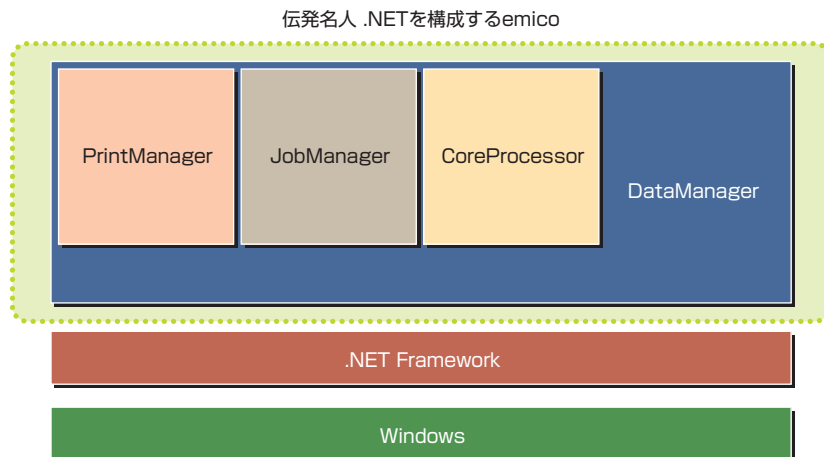 伝発名人 .NETを構成するemico
PrintManager
JobManager
CoreProcessor
DataManager
.NET Framework
Windows